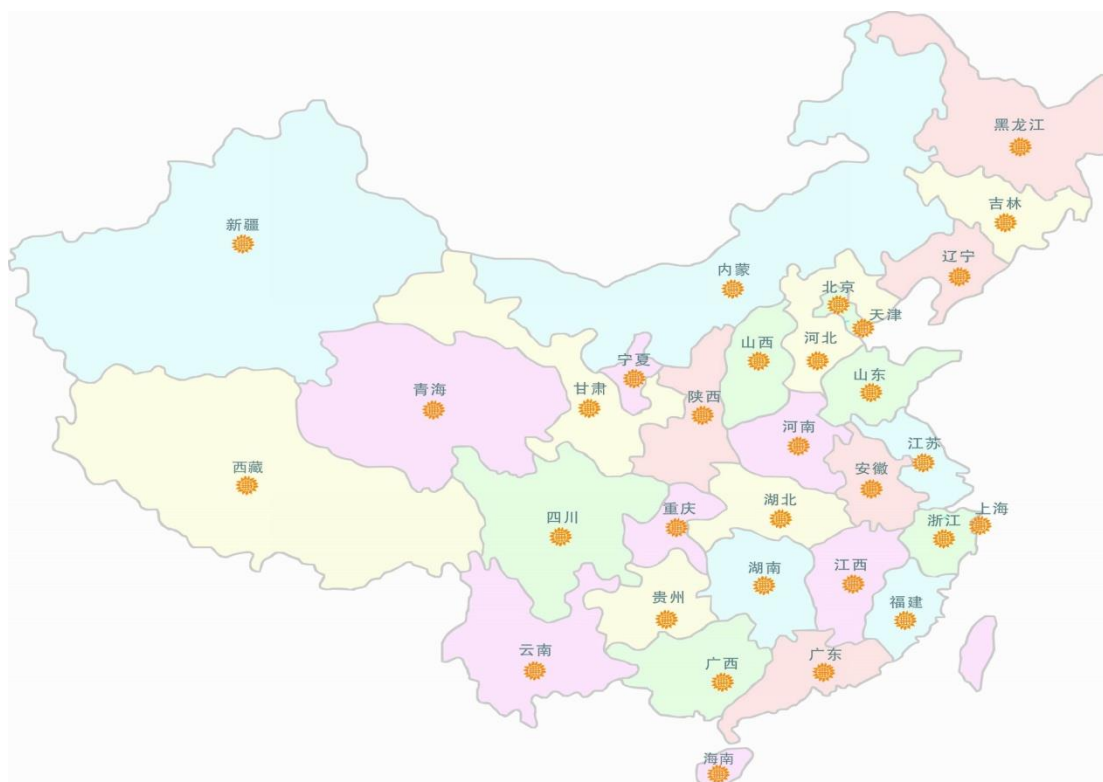 黑龙江
吉林
新疆
辽宁
内蒙
北京
天津
河北
山西
宁夏
山东
青海
甘肃
陕西
河南
江苏
西藏
安徽
湖北
重庆
上海
四川
浙江
湖南
江西
贵州
福建
云南
广东
广西
海南